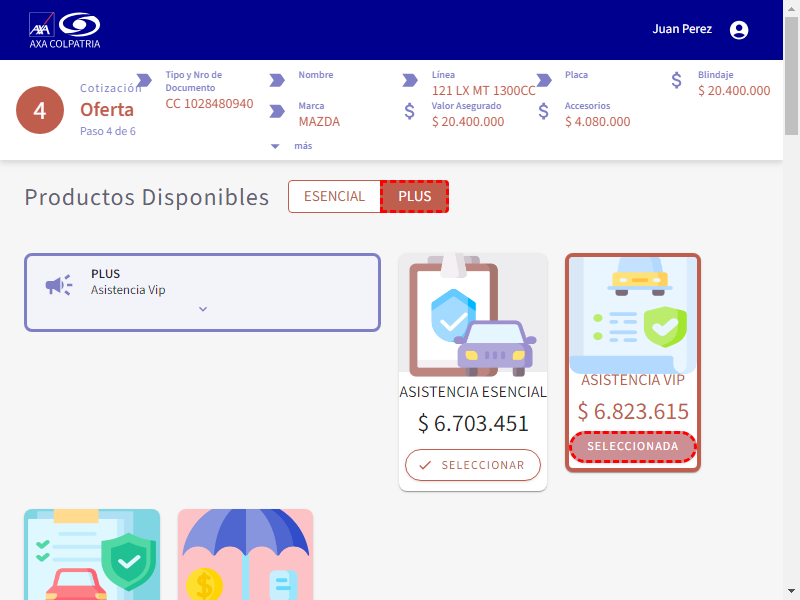 AXA
AXA COLPATRIA
Juan Perez
4
Cotización
Oferta
Paso 4 de 6
Tipo y Nro de
Documento
CC 1028480940
Nombre
Marca
MAZDA
Línea
121 LX MT 1300CC
Valor Asegurado
$ 20.400.000
Placa
Accesorios
$ 4.080.000
Blindaje
$ 20.400.000
más
Productos Disponibles
ESENCIAL
PLUS
PLUS
Asistencia Vip
ASISTENCIA ESENCIAL
$ 6.703.451
SELECCIONAR
ASISTENCIA VIP
$ 6.823.615
SELECCIONADA